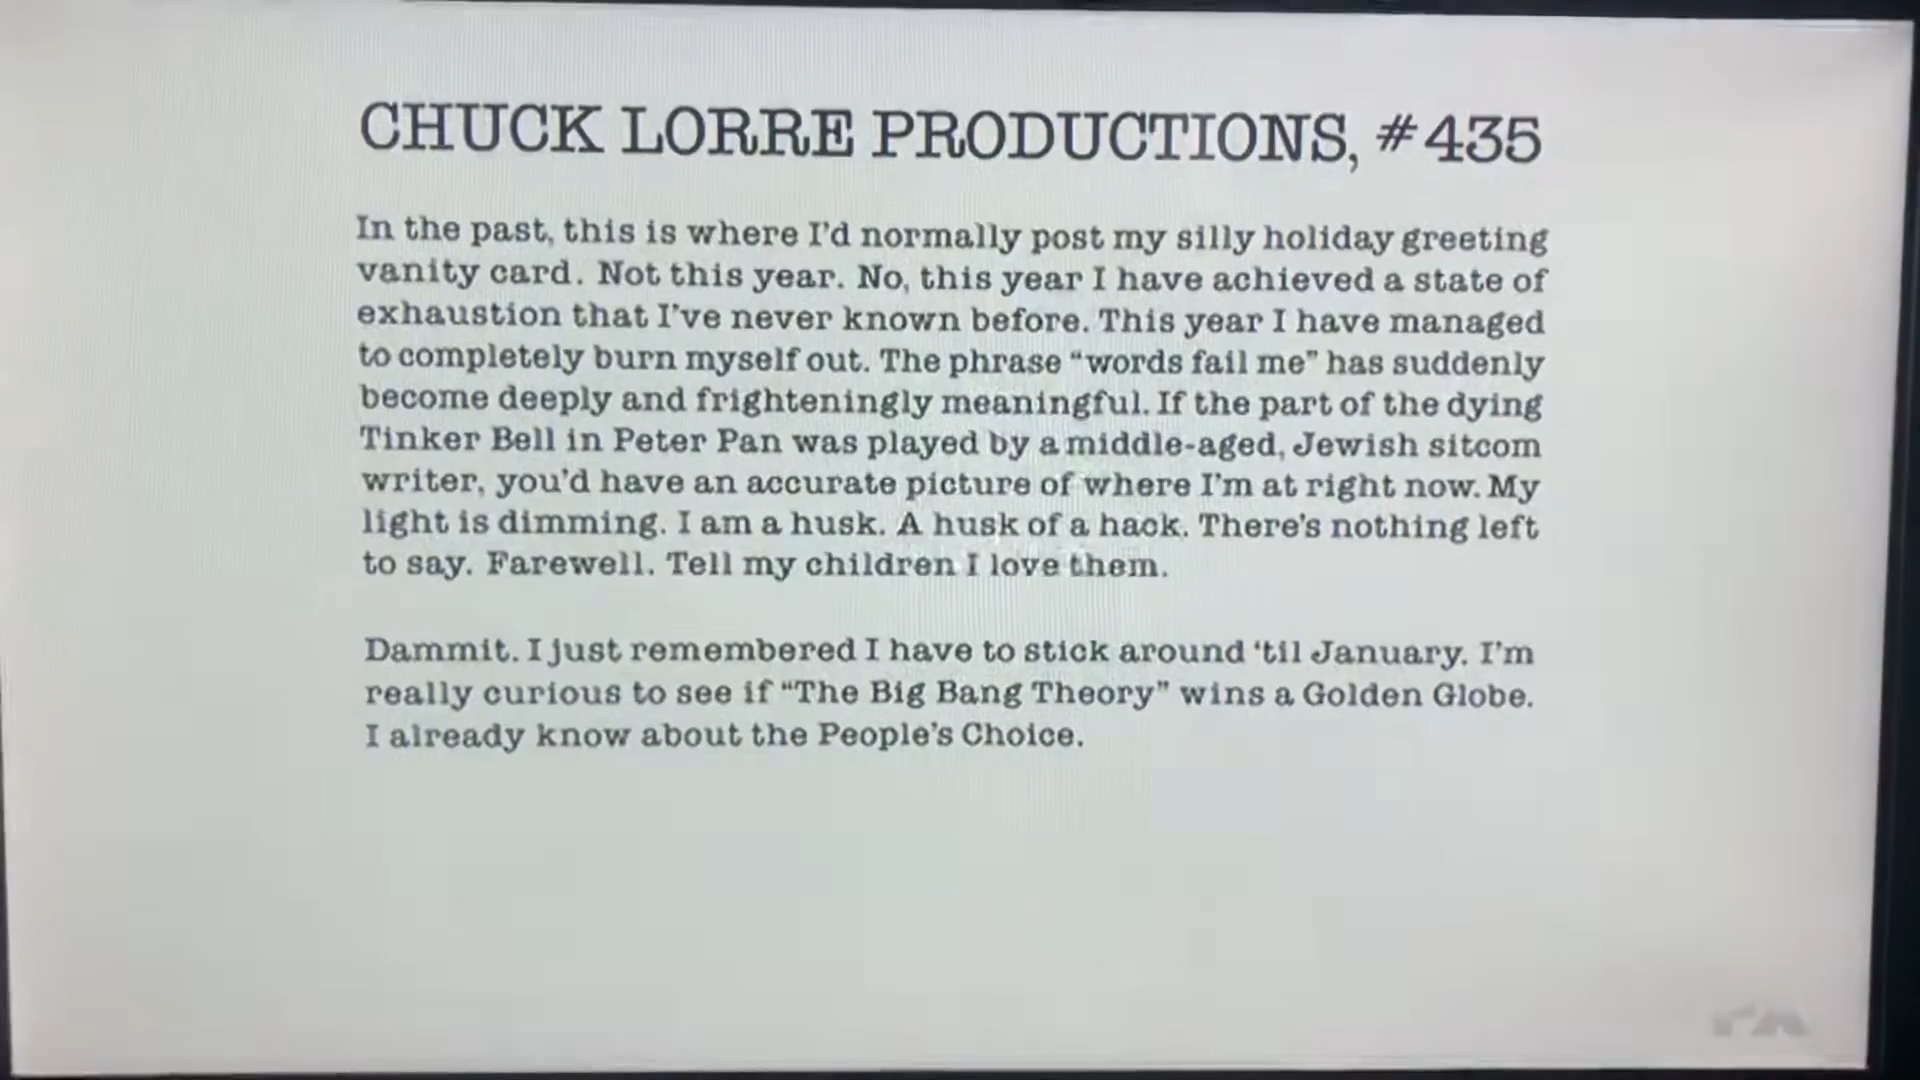 CHUCK LORRE PRODUCTIONS, #435
In the past, this is where I'd normally post my silly holiday greeting
vanity card. Not this year. No, this year I have achieved a state of
exhaustion that I've never known before. This year I have managed
to completely burn myself out. The phrase “words fail me” has suddenly
become deeply and frighteningly meaningful. If the part of the dying
Tinker Bell in Peter Pan was played by a middle-aged, Jewish sitcom
writer, you'd have an accurate picture of where I'm at right now. My
light is dimming. I am a husk. A husk of a hack. There's nothing left
to say. Farewell. Tell my children I love them.
Dammit. I just remembered I have to stick around ‘til January. I'm
really curious to see if “The Big Bang Theory” wins a Golden Globe.
I already know about the People's Choice.